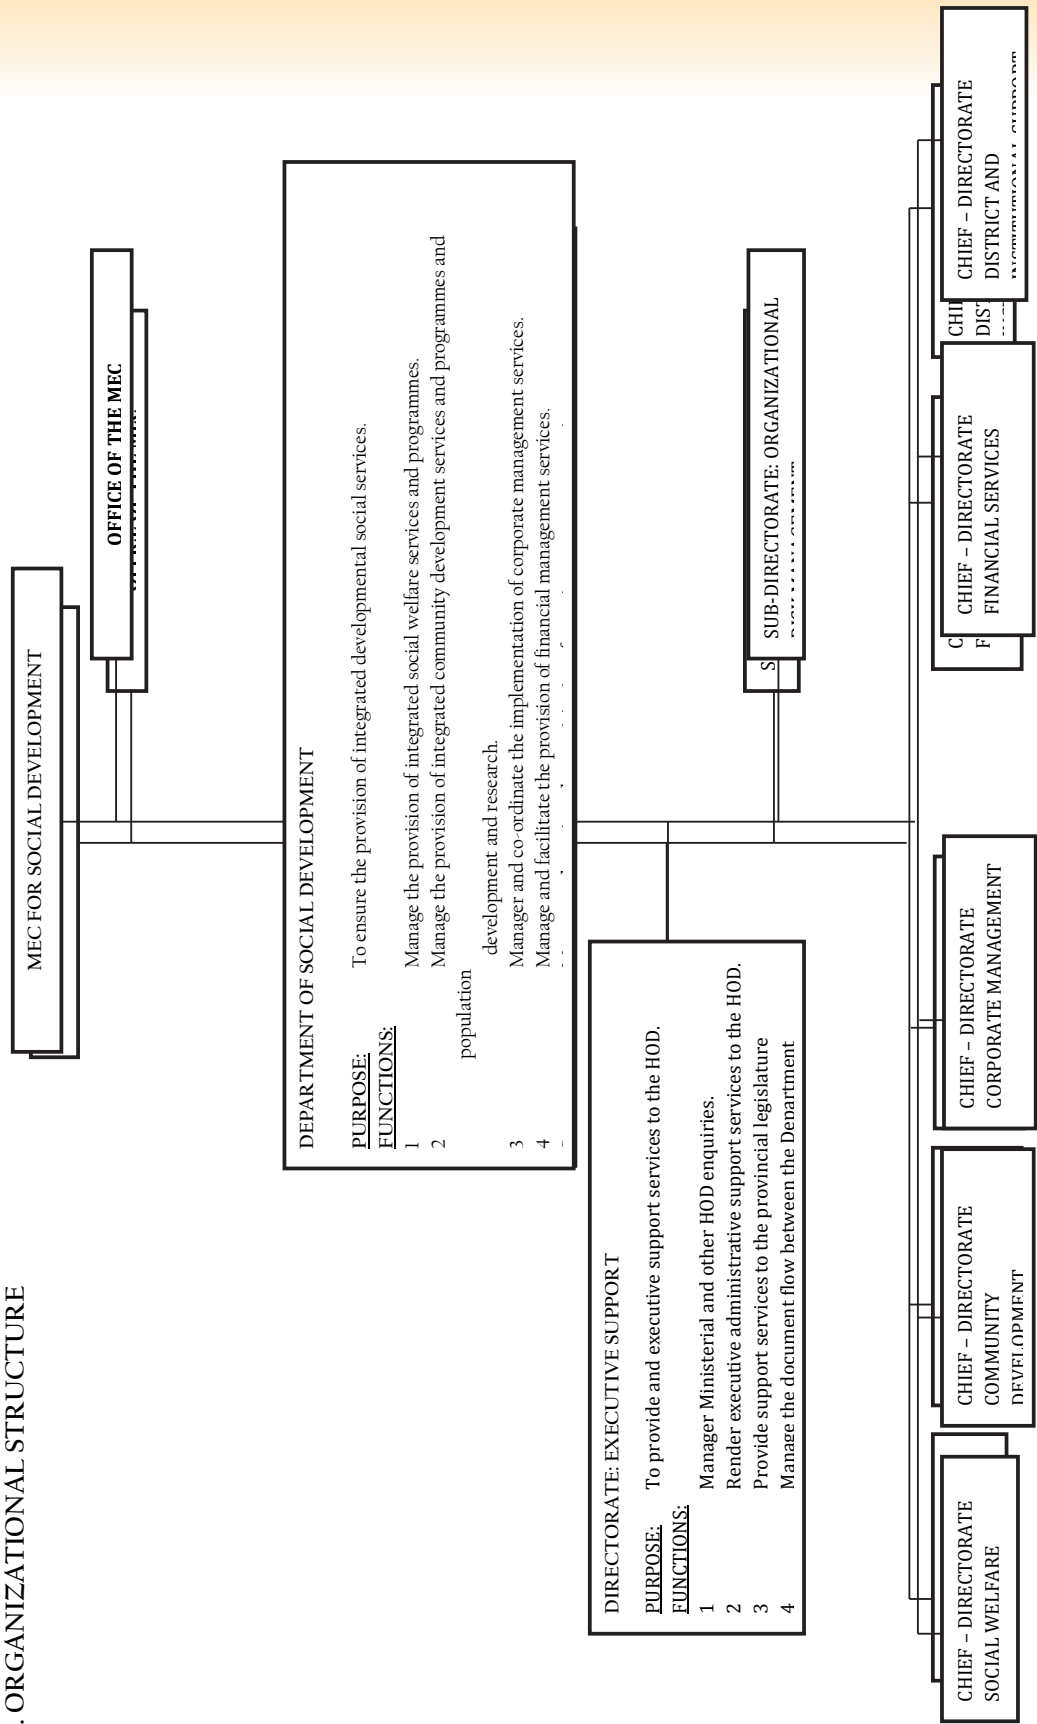 . ORGANIZATIONAL STRUCTURE
MEC FOR SOCIAL DEVELOPMENT
OFFICE OF THE MEC
DEPARTMENT OF SOCIAL DEVELOPMENT
PURPOSE: To ensure the provision of integrated developmental social services.
FUNCTIONS:
1 Manage the provision of integrated social welfare services and programmes.
2 Manage the provision of integrated community development services and programmes and
population
development and research.
3 Manager and co-ordinate the implementation of corporate management services.
4 Manage and facilitate the provision of financial management services.
DIRECTORATE: EXECUTIVE SUPPORT
PURPOSE: To provide and executive support services to the HOD.
FUNCTIONS:
1 Manager Ministerial and other HOD enquiries.
2 Render executive administrative support services to the HOD.
3 Provide support services to the provincial legislature
4 Manage the document flow between the Department
SUB-DIRECTORATE: ORGANIZATIONAL
RISK MANAGEMENT
S
CHIEF – DIRECTORATE
SOCIAL WELFARE
CHIEF – DIRECTORATE
COMMUNITY
DEVELOPMENT
CHIEF – DIRECTORATE
CORPORATE MANAGEMENT
CHIEF – DIRECTORATE
FINANCIAL SERVICES
C
F
CHIEF – DIRECTORATE
DISTRICT AND
INSTITUTIONAL SUPPORT
CHI
DIST